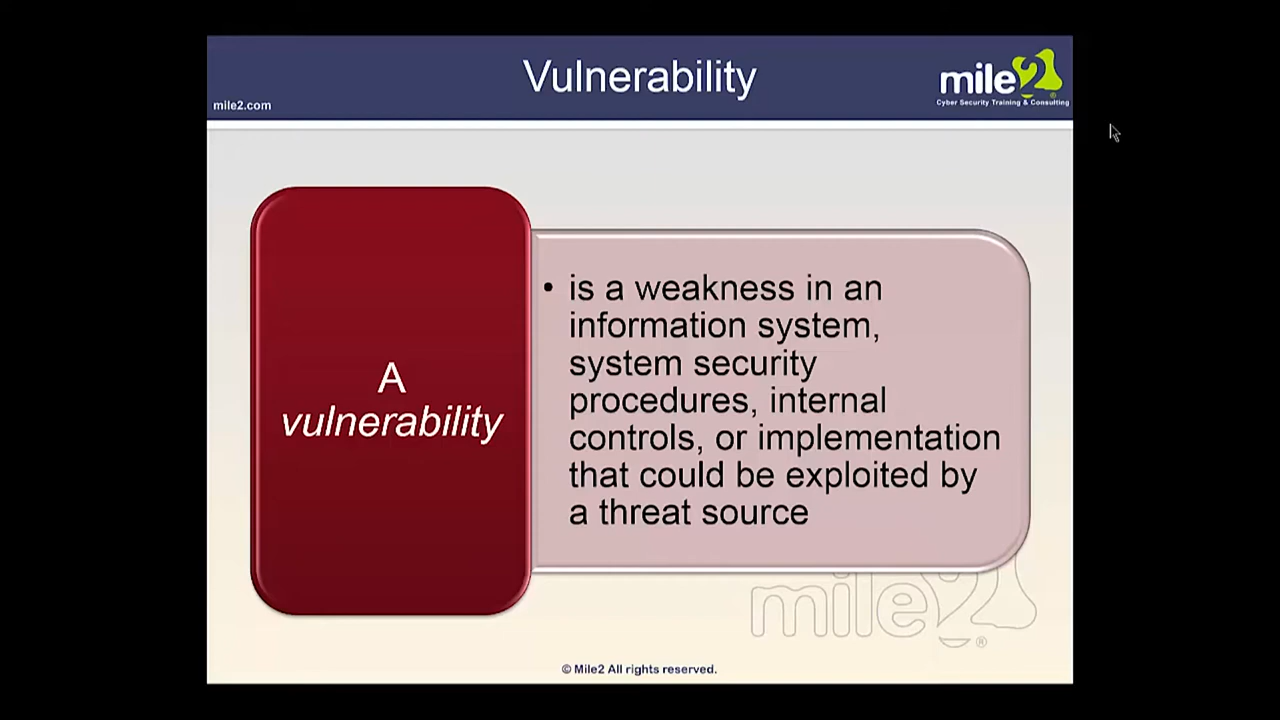 Vulnerability
mile2.com
mile2
Cyber Security Training & Consulting
A
vulnerability
• is a weakness in an
information system,
system security
procedures, internal
controls, or implementation
that could be exploited by
a threat source
mile2
®
© Mile2 All rights reserved.